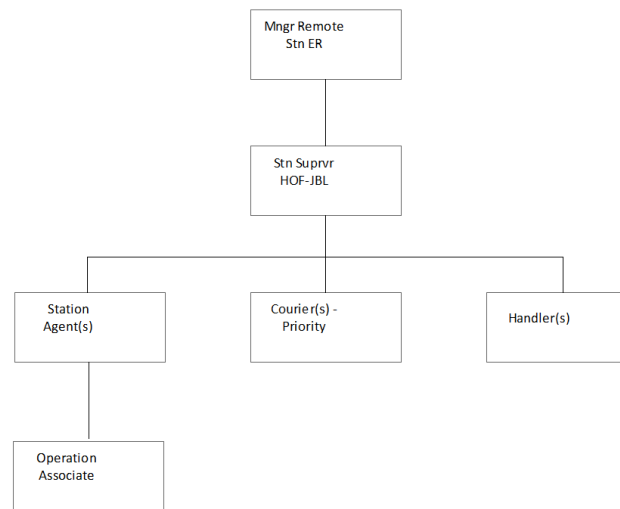 Mngr Remote
Stn ER
Stn Suprvr
HOF-JBL
Station
Agent(s)
Courier(s) -
Priority
Handler(s)
Operation
Associate